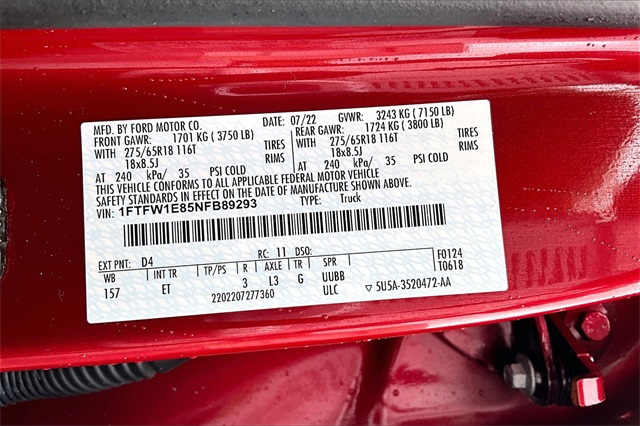 MFD. BY FORD MOTOR CO. DATE: 07/22 GVWR: 3243 KG (7150 LB)
FRONT GAWR: 1701 KG (3750 LB) REAR GAWR: 1724 KG (3800 LB)
WITH 275/65R18 116T TIRES WITH 275/65R18 116T TIRES
18x8.5J RIMS 18x8.5J RIMS
AT 240 kPa/ 35 PSI COLD AT 240 kPa/ 35 PSI COLD
THIS VEHICLE CONFORMS TO ALL APPLICABLE FEDERAL MOTOR VEHICLE
SAFETY STANDARDS IN EFFECT ON THE DATE OF MANUFACTURE SHOWN ABOVE.
VIN: 1FTFW1E85NFB89293 TYPE: Truck
EXT PNT: D4 RC: 11 DSO: F0124
WB INT TR TP/PS R AXLE TR SPR T0618
157 ET 3 L3 G UUBB
2202207277360 ULC ▽ 5U5A-3520472-AA